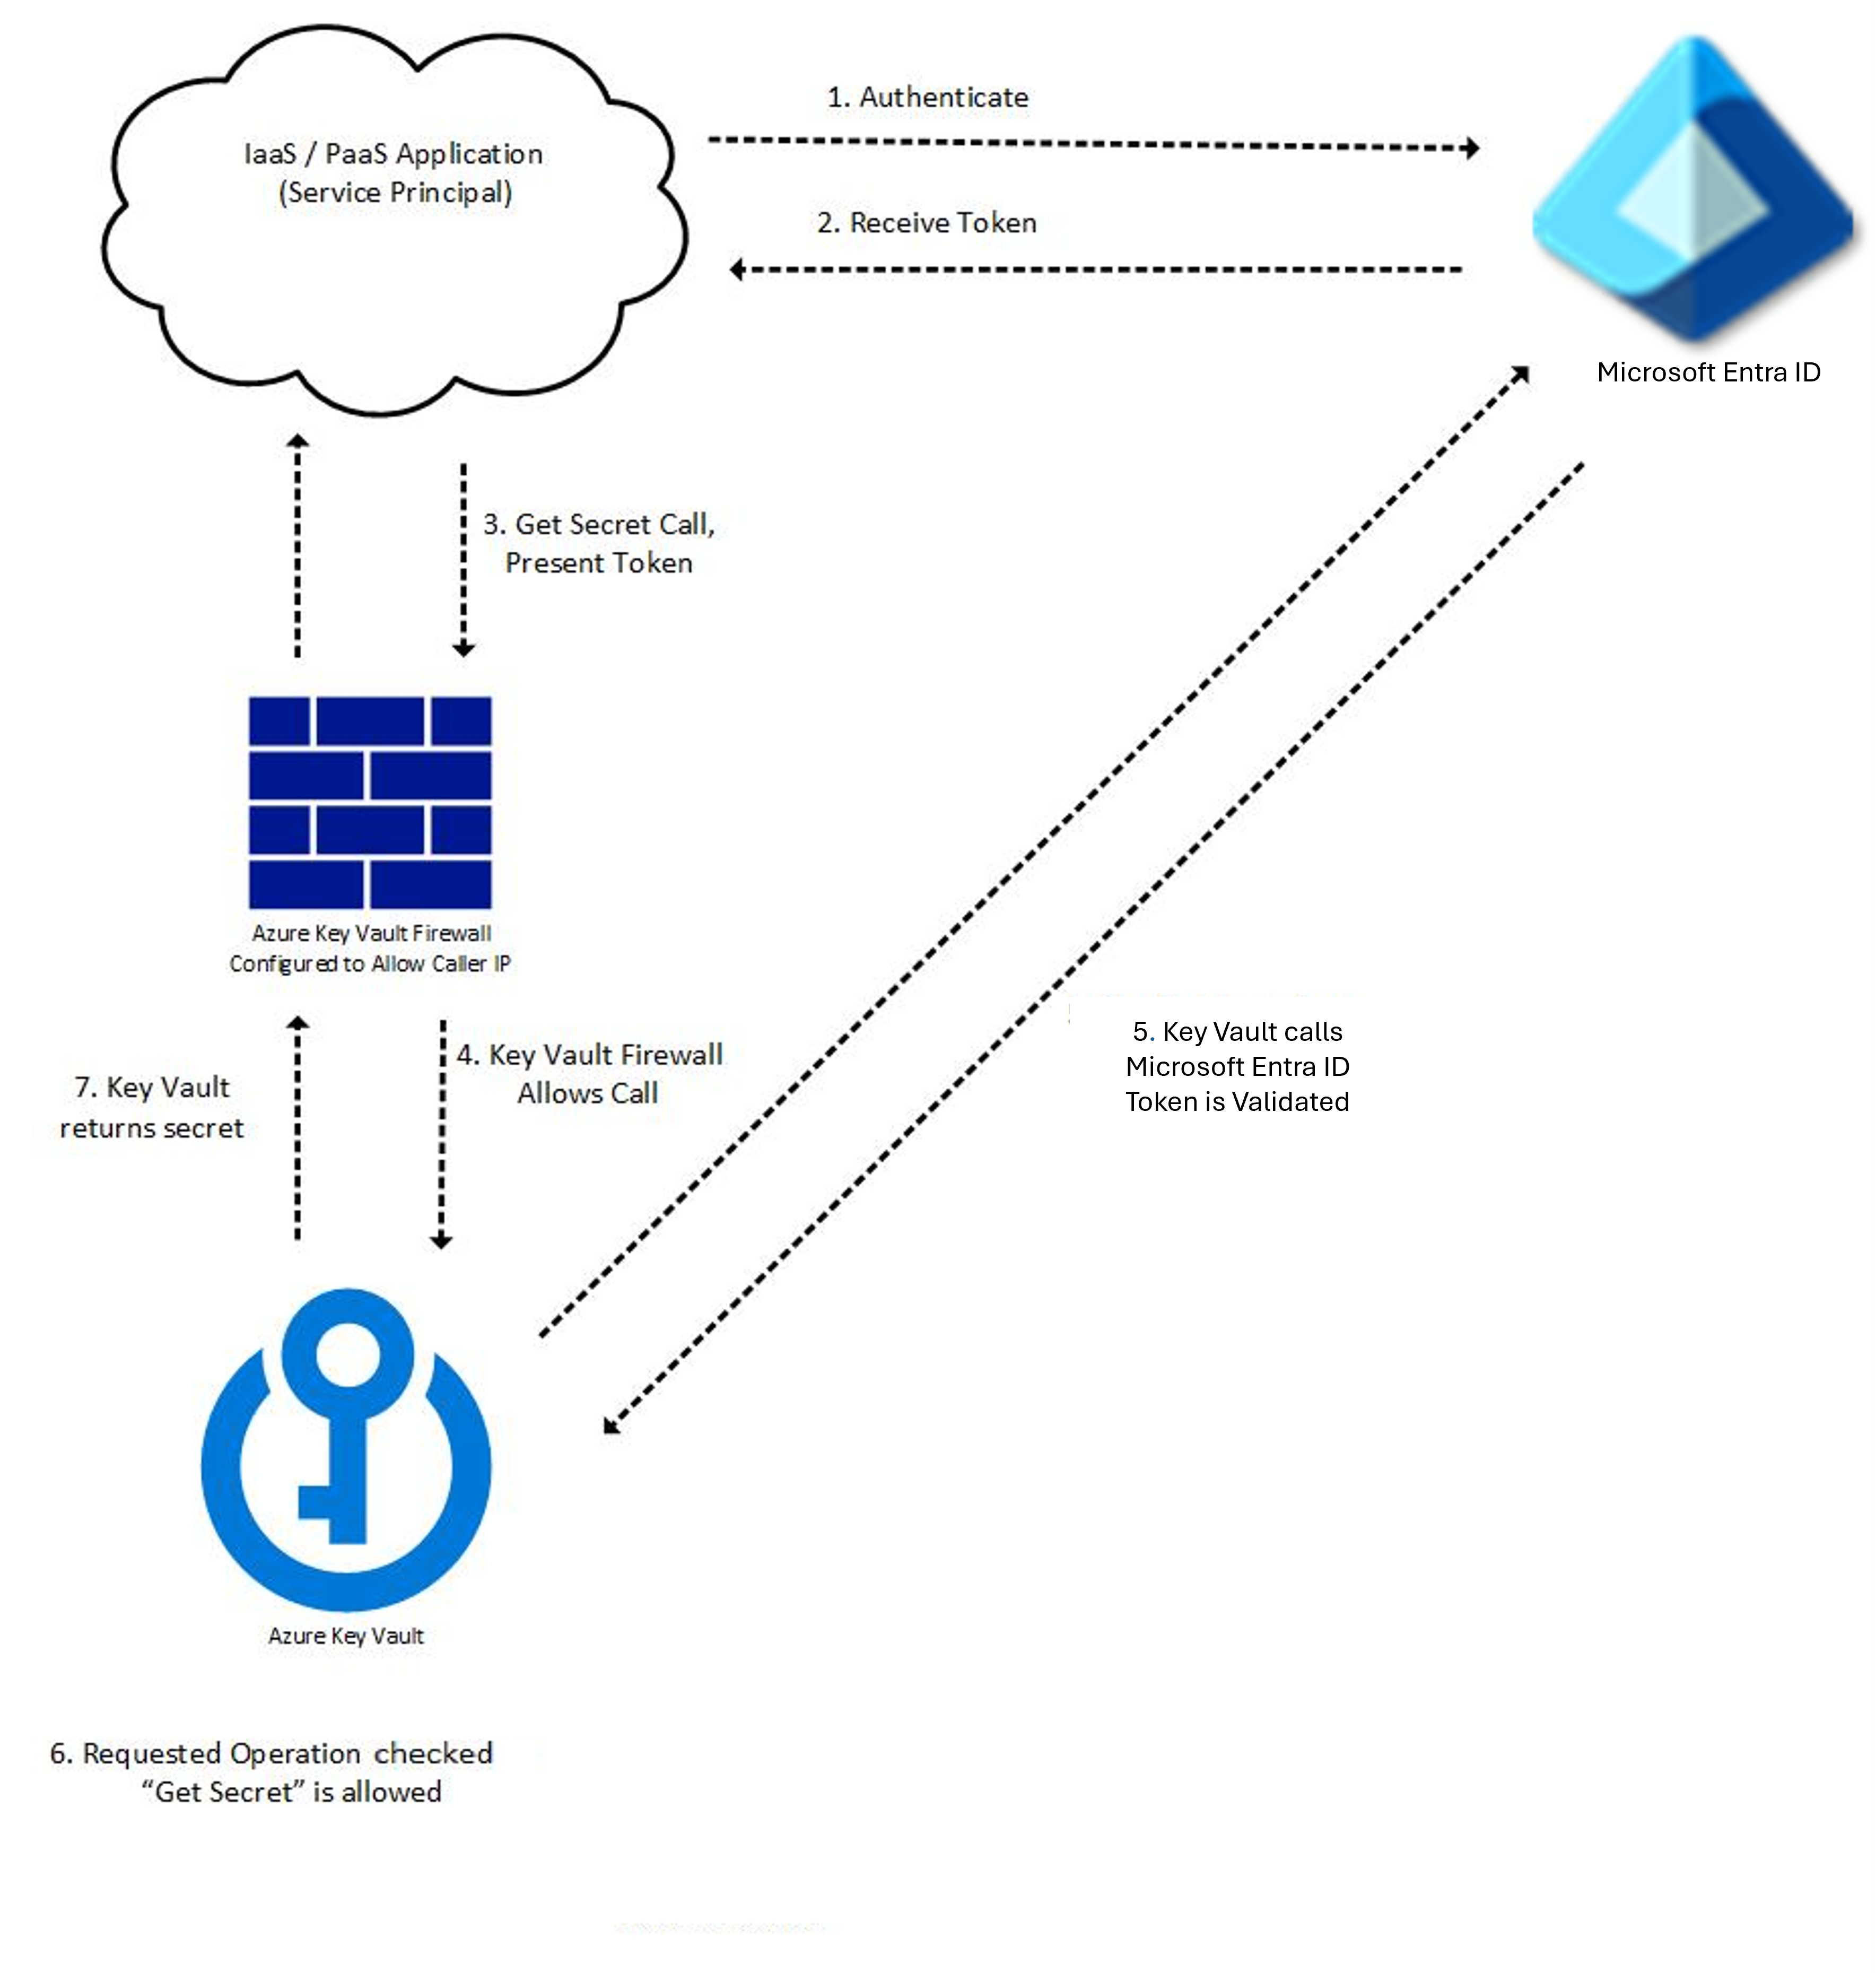 1. Authenticate
IaaS / PaaS Application
(Service Principal)
2. Receive Token
Microsoft Entra ID
3. Get Secret Call,
Present Token
Azure Key Vault Firewall
Configured to Allow Caller IP
4. Key Vault Firewall
Allows Call
5. Key Vault calls
Microsoft Entra ID
Token is Validated
7. Key Vault
returns secret
Azure Key Vault
6. Requested Operation checked
“Get Secret” is allowed